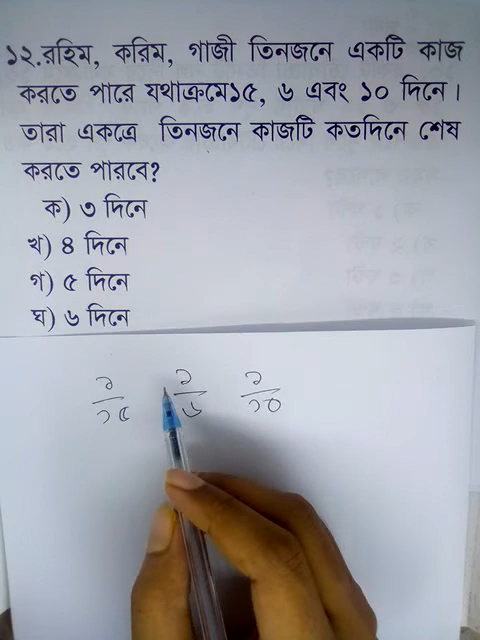 ১২.রহিম, করিম, গাজী তিনজনে একটি কাজ
করতে পারে যথাক্রমে১৫, ৬ এবং ১০ দিনে।
তারা একত্রে তিনজনে কাজটি কতদিনে শেষ
করতে পারবে?
ক) ৩ দিনে
খ) ৪ দিনে
গ) ৫ দিনে
ঘ) ৬ দিনে
১ ১ ১
১৫ ৬ ১০